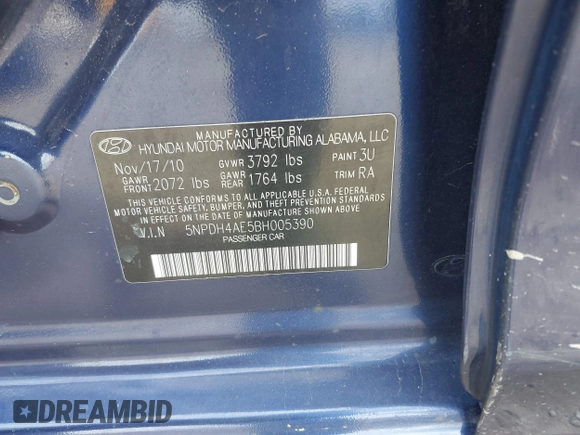 MANUFACTURED BY
HYUNDAI MOTOR MANUFACTURING ALABAMA, LLC
Nov/17/10 GVWR 3792 lbs PAINT 3U
GAWR FRONT 2072 lbs GAWR REAR 1764 lbs TRIM RA
THIS VEHICLE CONFORMS TO ALL APPLICABLE U.S.A. FEDERAL
MOTOR VEHICLE SAFETY, BUMPER, AND THEFT PREVENTION STANDARDS
IN EFFECT ON THE DATE OF MANUFACTURE SHOWN ABOVE.
V.I.N 5NPDH4AE5BH005390
PASSENGER CAR
DREAMBID